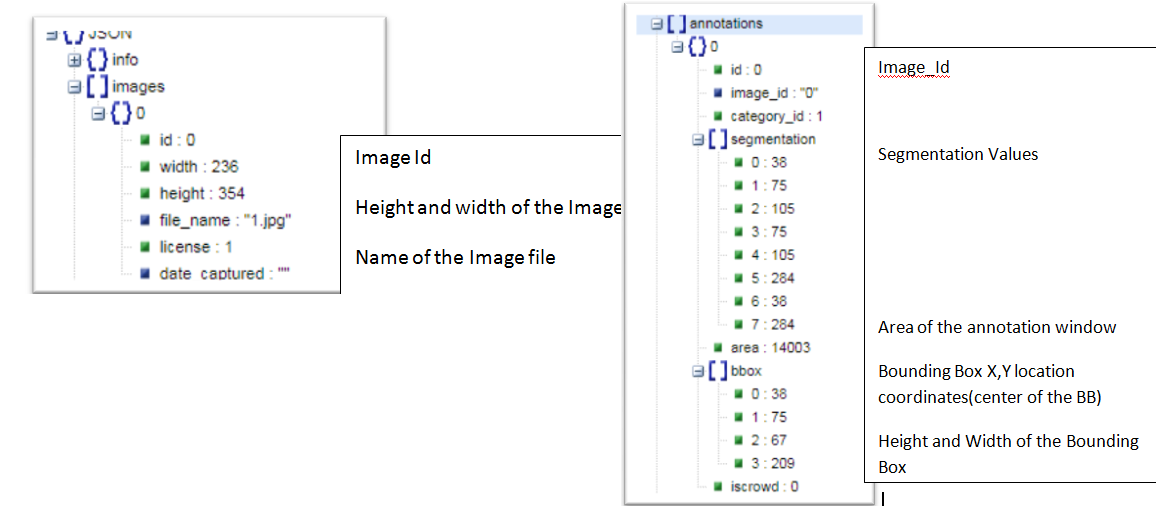 JSON
info
images
0
id : 0
width : 236
height : 354
file_name : "1.jpg"
license : 1
date_captured : ""
Image Id
Height and width of the Image
Name of the Image file
annotations
0
id : 0
image_id : "0"
category_id : 1
segmentation
0 : 38
1 : 75
2 : 105
3 : 75
4 : 105
5 : 284
6 : 38
7 : 284
area : 14003
bbox
0 : 38
1 : 75
2 : 67
3 : 209
iscrowd : 0
Image_Id
Segmentation Values
Area of the annotation window
Bounding Box X,Y location
coordinates(center of the BB)
Height and Width of the Bounding
Box